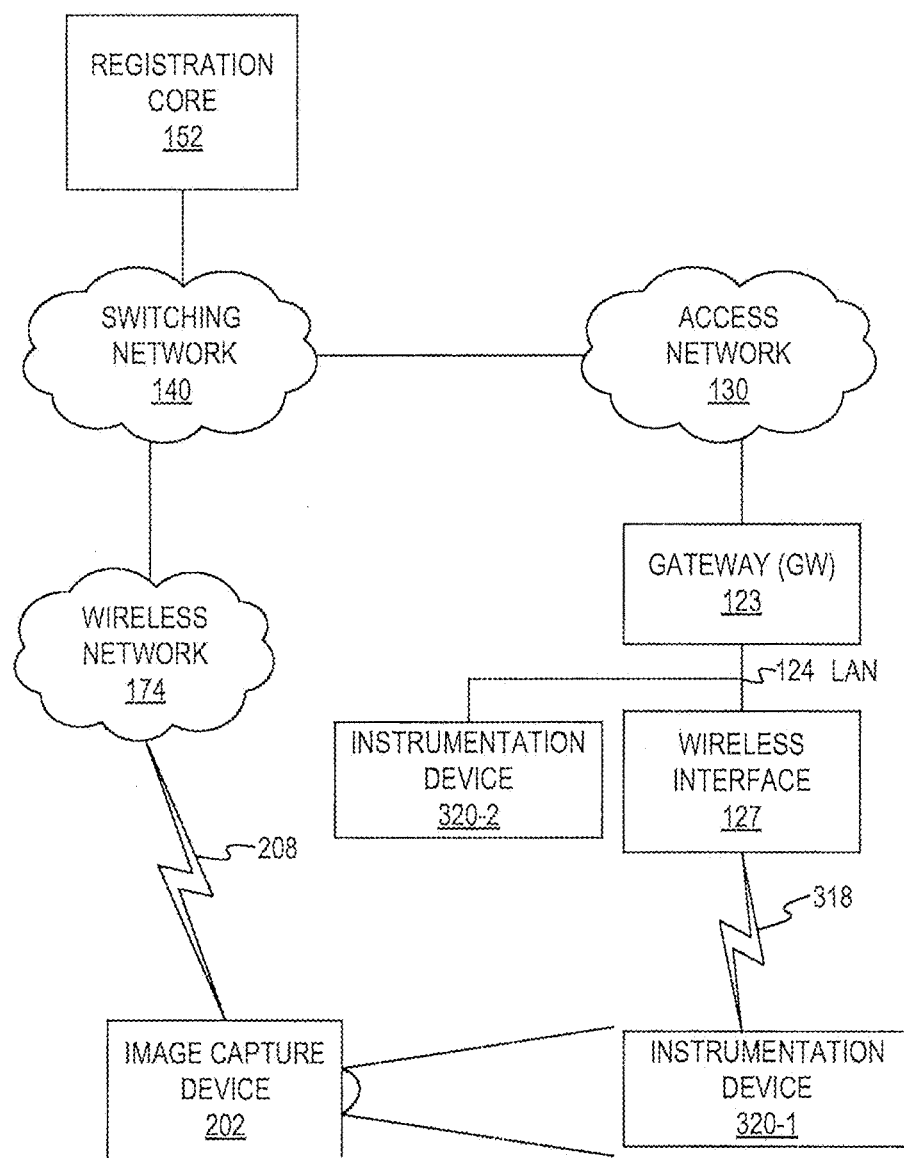 REGISTRATION
CORE
152
SWITCHING
NETWORK
140
ACCESS
NETWORK
130
GATEWAY (GW)
123
WIRELESS
NETWORK
174
124 LAN
INSTRUMENTATION
DEVICE
320-2
WIRELESS
INTERFACE
127
208
318
IMAGE CAPTURE
DEVICE
202
INSTRUMENTATION
DEVICE
320-1